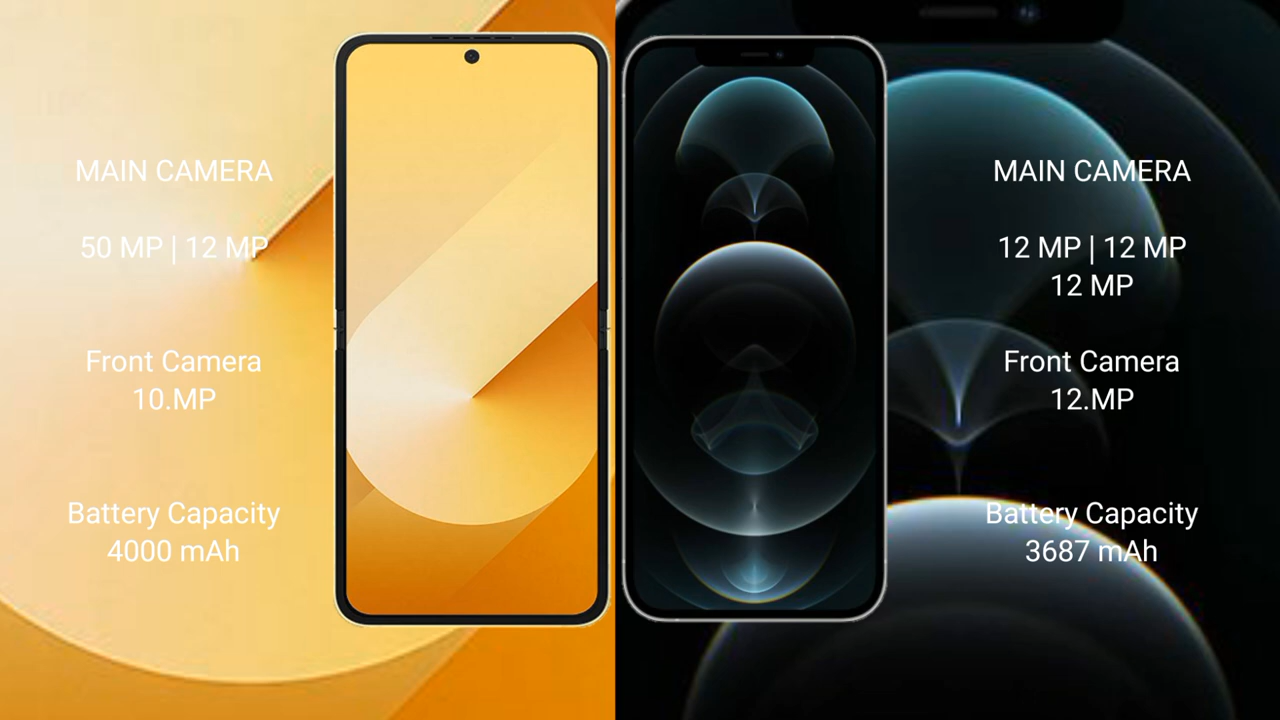 MAIN CAMERA
50 MP | 12 MP
Front Camera
10.MP
Battery Capacity
4000 mAh
MAIN CAMERA
12 MP | 12 MP
12 MP
Front Camera
12.MP
Battery Capacity
3687 mAh